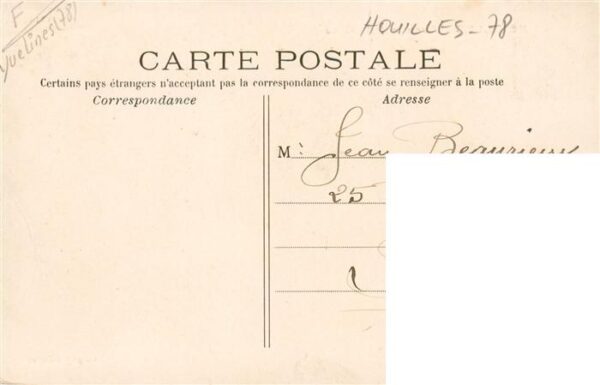 F
Yvelines (78)
HOUILLES - 78
CARTE POSTALE
Certains pays étrangers n'acceptant pas la correspondance de ce côté se renseigner à la poste
Correspondance
Adresse
M: Jean
25